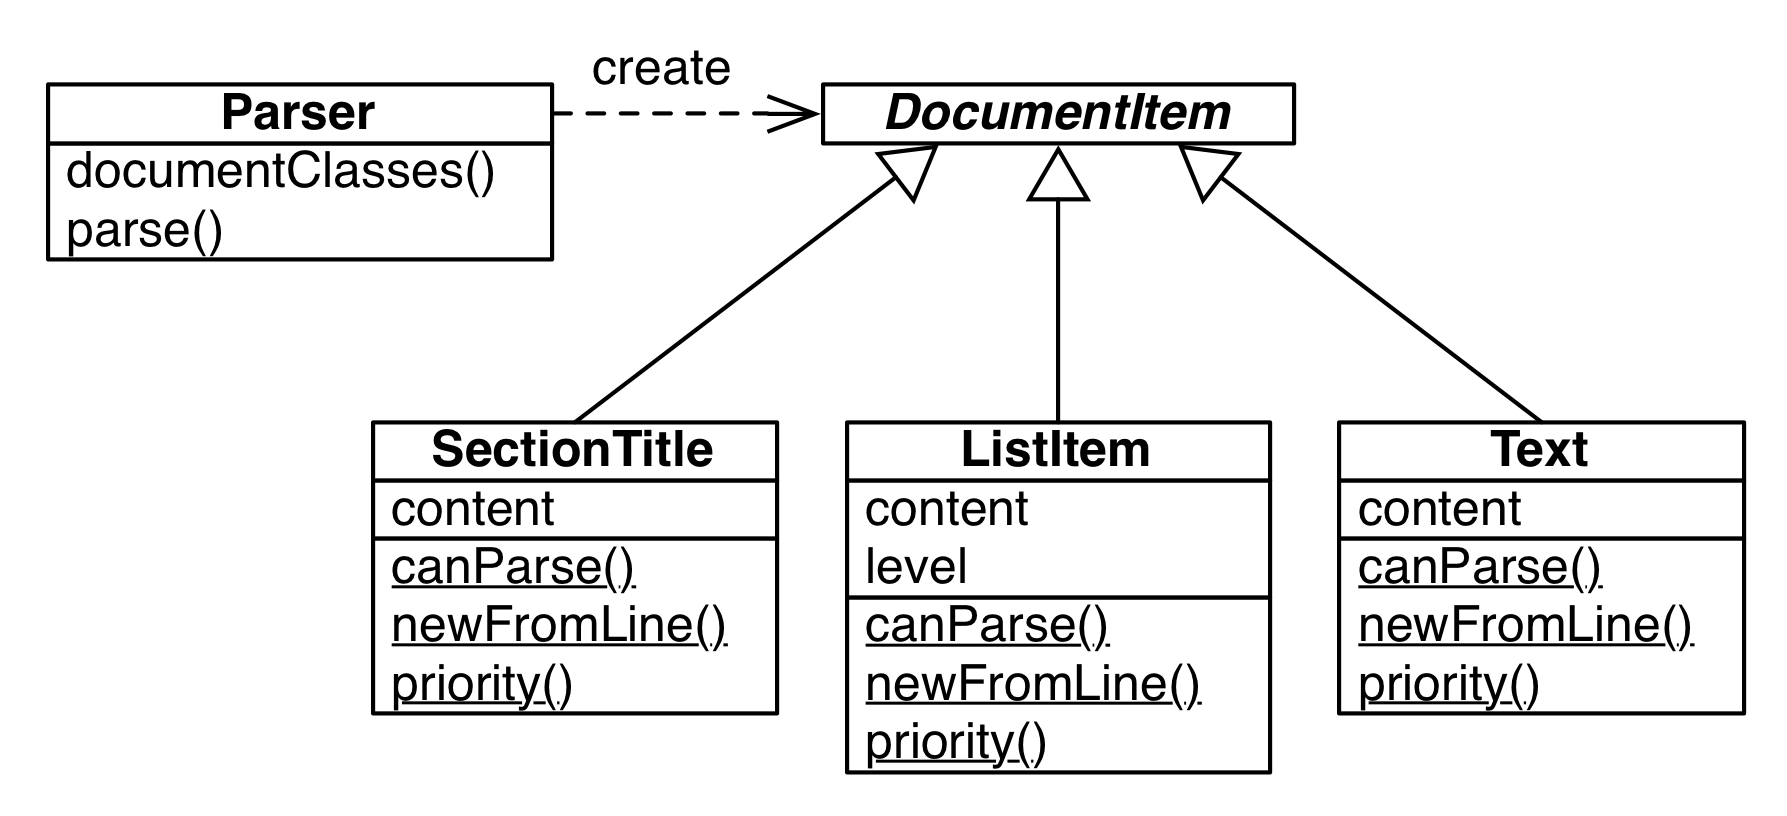 create
Parser
documentClasses()
parse()
DocumentItem
SectionTitle
content
canParse()
newFromLine()
priority()
ListItem
content
level
canParse()
newFromLine()
priority()
Text
content
canParse()
newFromLine()
priority()